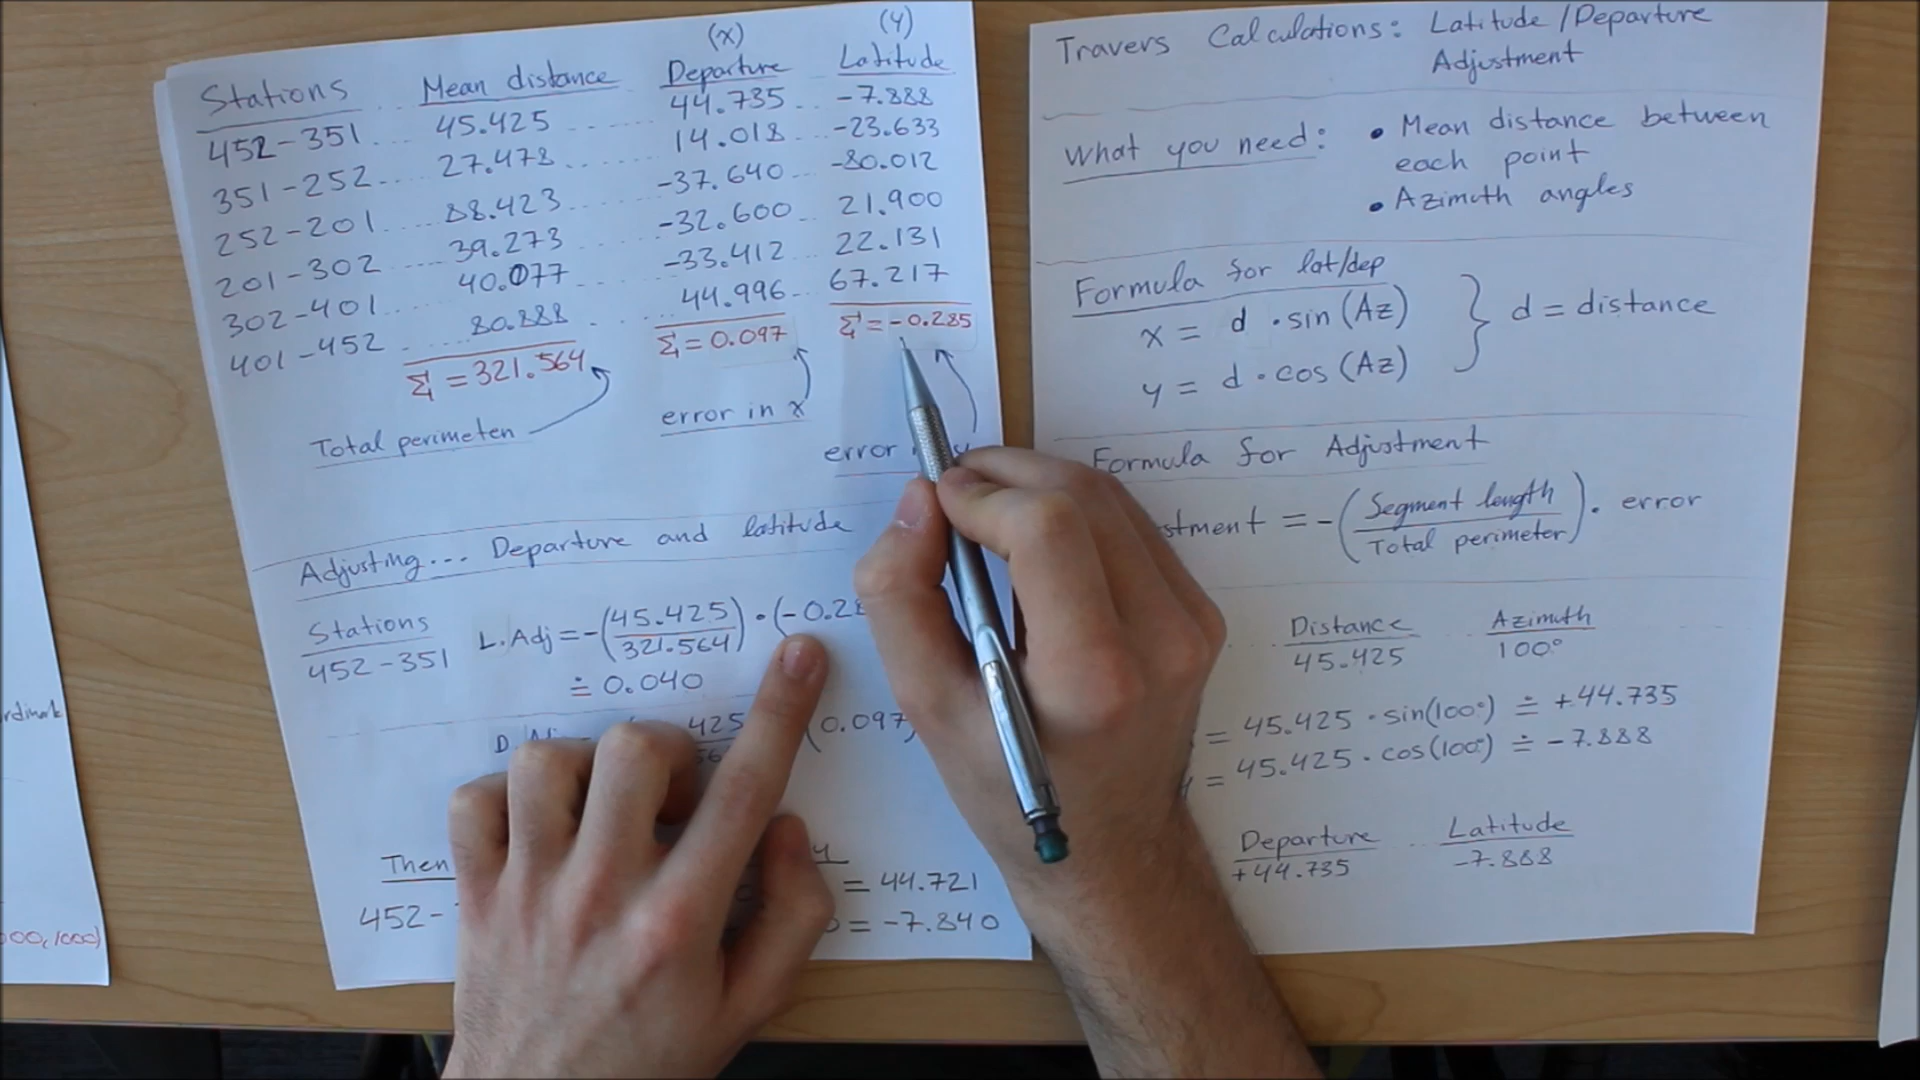 (x) (y)
Stations Mean distance Departure Latitude
452-351 45.425 44.735 -7.888
351-252 27.478 14.018 -23.633
252-201 88.423 -37.640 -80.012
201-302 39.273 -32.600 21.900
302-401 40.077 -33.412 22.131
401-452 80.888 44.996 67.217
Σ = 321.564 Σ = 0.097 Σ = -0.285
Total perimeter error in x error
Adjusting... Departure and latitude
Stations L.Adj = -(45.425/321.564) · (-0.28
452-351
≐ 0.040
D. 425 (0.097)
Then
= 44.721
452- = -7.840
rdmark
000,1000)
Travers Calculations: Latitude/Departure
Adjustment
What you need: • Mean distance between
each point
• Azimuth angles
Formula for lat/dep
x = d · sin(Az)
y = d · cos(Az)
} d = distance
Formula for Adjustment
stment = -(Segment length/Total perimeter) · error
Distance Azimuth
45.425 100°
= 45.425 · sin(100°) ≐ +44.735
= 45.425 · cos(100°) ≐ -7.888
Departure Latitude
+44.735 -7.888